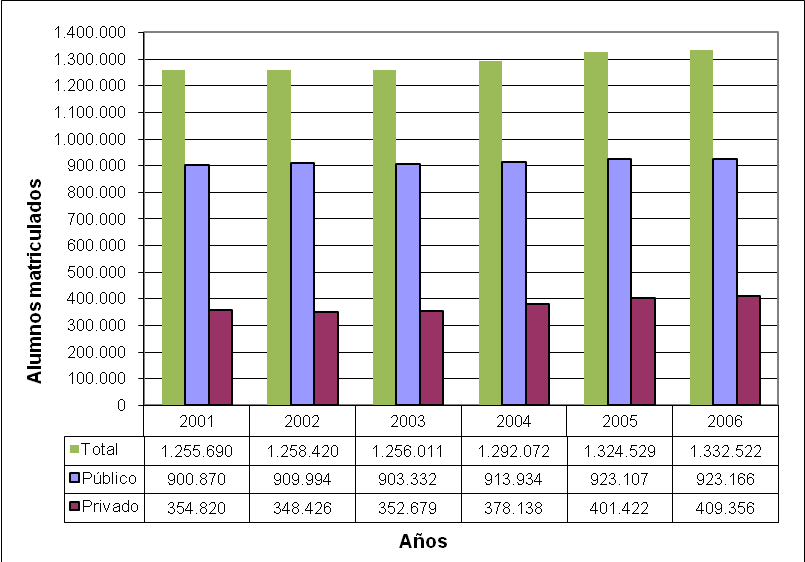 1.400.000
1.300.000
1.200.000
1.100.000
1.000.000
900.000
800.000
700.000
600.000
500.000
400.000
300.000
200.000
100.000
0
Alumnos matriculados
2001 2002 2003 2004 2005 2006
Total 1.255.690 1.258.420 1.256.011 1.292.072 1.324.529 1.332.522
Público 900.870 909.994 903.332 913.934 923.107 923.166
Privado 354.820 348.426 352.679 378.138 401.422 409.356
Años